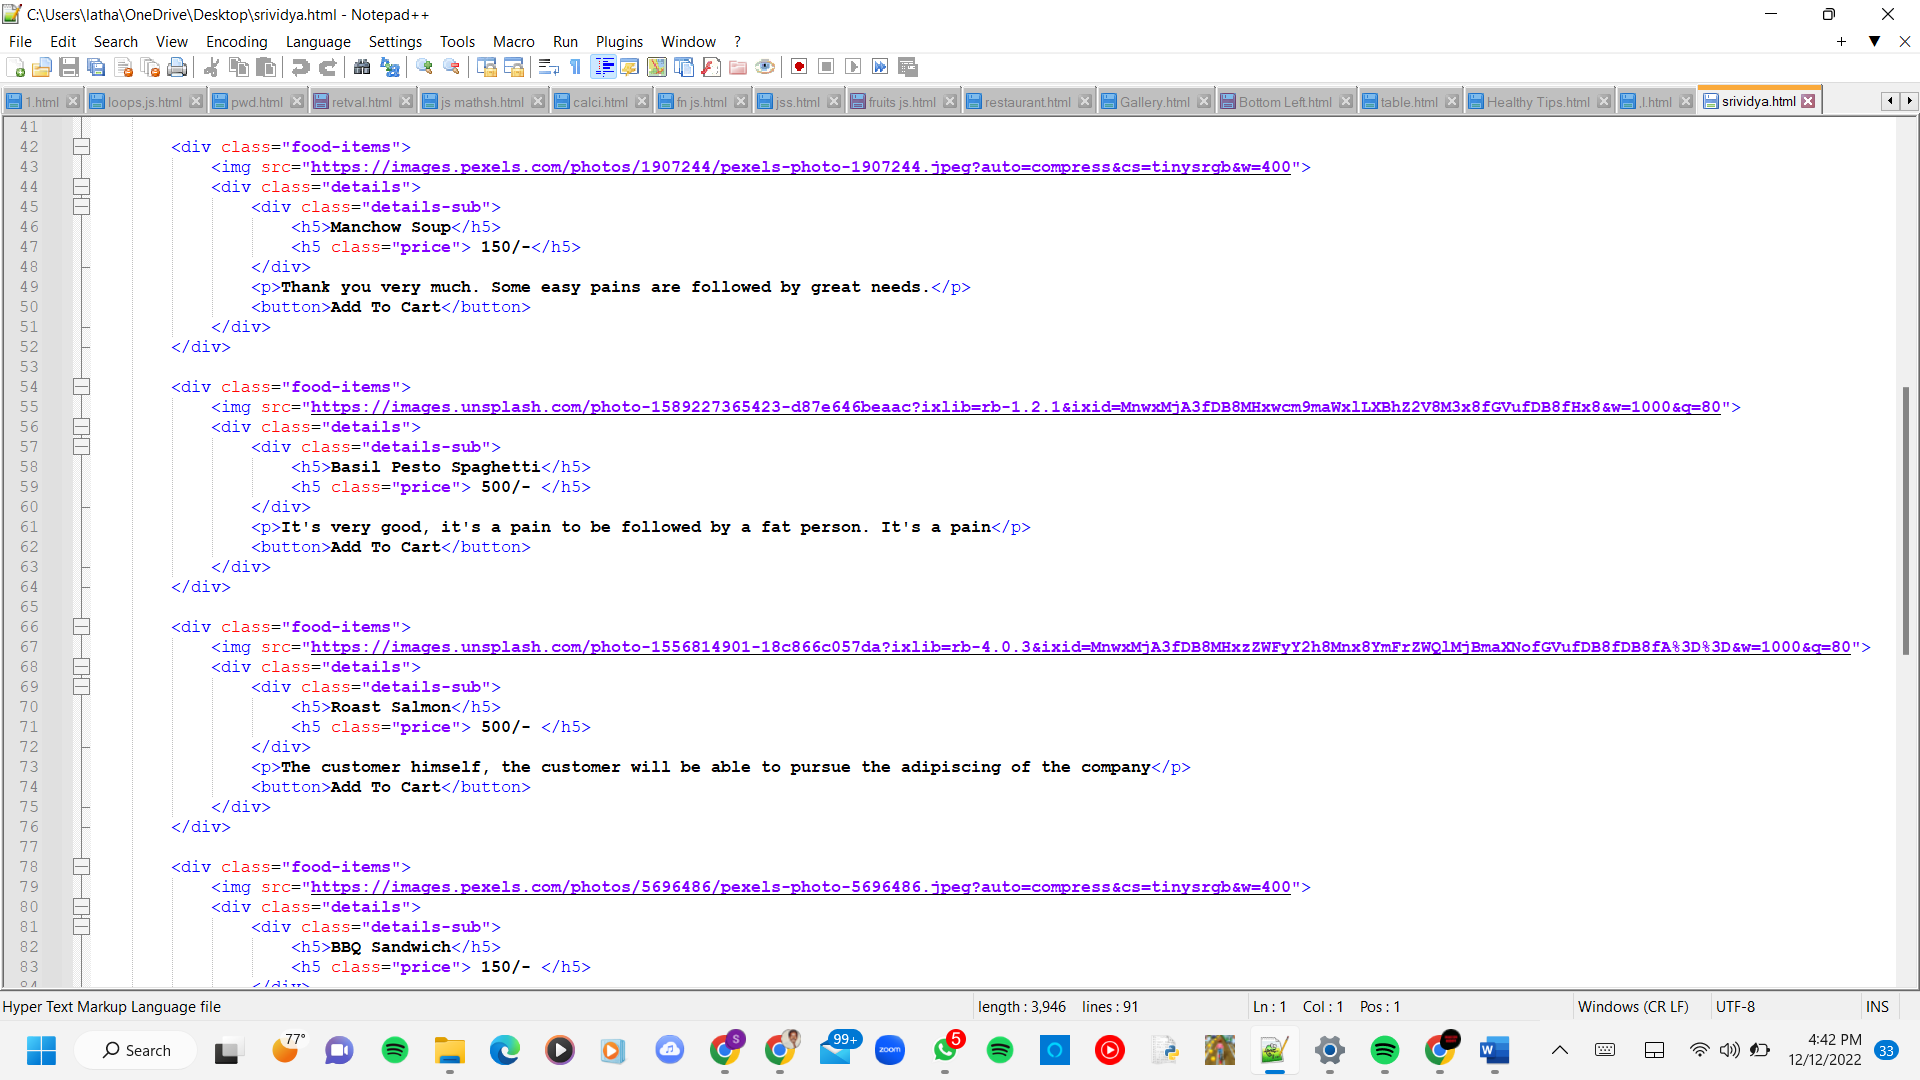 C:\Users\latha\OneDrive\Desktop\srividya.html - Notepad++
File Edit Search View Encoding Language Settings Tools Macro Run Plugins Window ?
1.html loops.js.html pwd.html retval.html js mathsh.html calci.html fn js.html jss.html fruits js.html restaurant.html Gallery.html Bottom Left.html table.html Healthy Tips.html .l.html srividya.html
41
42 <div class="food-items">
43 <img src="https://images.pexels.com/photos/1907244/pexels-photo-1907244.jpeg?auto=compress&cs=tinysrgb&w=400">
44 <div class="details">
45 <div class="details-sub">
46 <h5>Manchow Soup</h5>
47 <h5 class="price"> 150/-</h5>
48 </div>
49 <p>Thank you very much. Some easy pains are followed by great needs.</p>
50 <button>Add To Cart</button>
51 </div>
52 </div>
53
54 <div class="food-items">
55 <img src="https://images.unsplash.com/photo-1589227365423-d87e646beaac?ixlib=rb-1.2.1&ixid=MnwxMjA3fDB8MHxwcm9maWxlLXBhZ2V8M3x8fGVufDB8fHx8&w=1000&q=80">
56 <div class="details">
57 <div class="details-sub">
58 <h5>Basil Pesto Spaghetti</h5>
59 <h5 class="price"> 500/- </h5>
60 </div>
61 <p>It's very good, it's a pain to be followed by a fat person. It's a pain</p>
62 <button>Add To Cart</button>
63 </div>
64 </div>
65
66 <div class="food-items">
67 <img src="https://images.unsplash.com/photo-1556814901-18c866c057da?ixlib=rb-4.0.3&ixid=MnwxMjA3fDB8MHxzZWFyY2h8Mnx8YmFrZWQlMjBmaXNofGVufDB8fDB8fA%3D%3D&w=1000&q=80">
68 <div class="details">
69 <div class="details-sub">
70 <h5>Roast Salmon</h5>
71 <h5 class="price"> 500/- </h5>
72 </div>
73 <p>The customer himself, the customer will be able to pursue the adipiscing of the company</p>
74 <button>Add To Cart</button>
75 </div>
76 </div>
77
78 <div class="food-items">
79 <img src="https://images.pexels.com/photos/5696486/pexels-photo-5696486.jpeg?auto=compress&cs=tinysrgb&w=400">
80 <div class="details">
81 <div class="details-sub">
82 <h5>BBQ Sandwich</h5>
83 <h5 class="price"> 150/- </h5>
84 </div>
Hyper Text Markup Language file length : 3,946 lines : 91 Ln : 1 Col : 1 Pos : 1 Windows (CR LF) UTF-8 INS
Search 77° S 99+ zoom 5 W 4:42 PM
12/12/2022 33